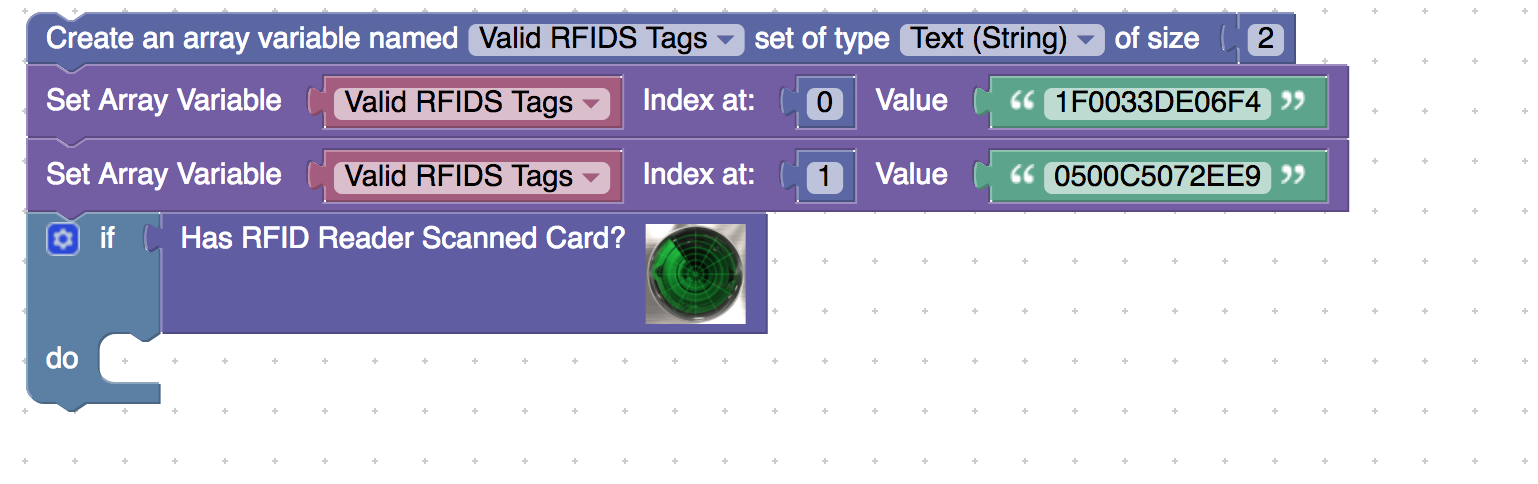 Create an array variable named Valid RFIDS Tags set of type Text (String) of size 2
Set Array Variable Valid RFIDS Tags Index at: 0 Value “ 1F0033DE06F4 ”
Set Array Variable Valid RFIDS Tags Index at: 1 Value “ 0500C5072EE9 ”
if Has RFID Reader Scanned Card?
do